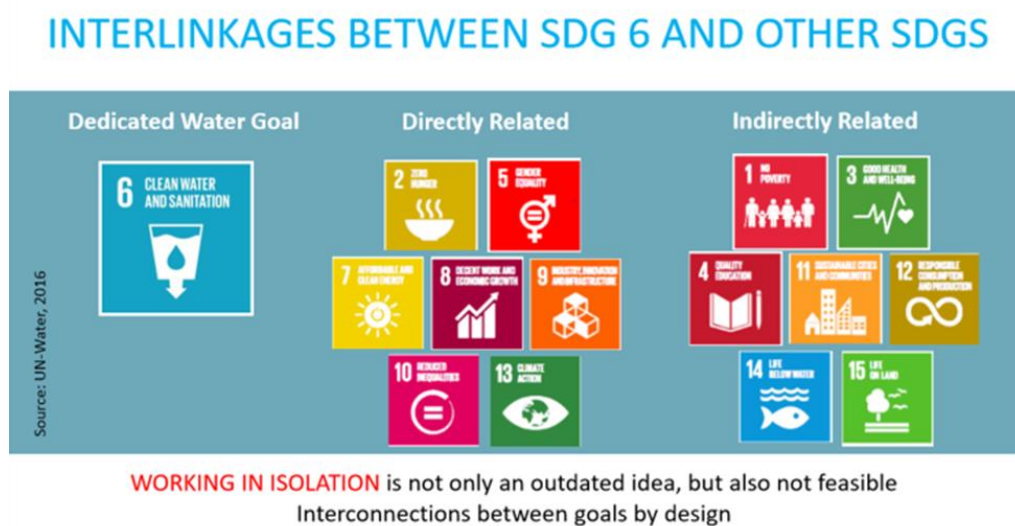 INTERLINKAGES BETWEEN SDG 6 AND OTHER SDGS
Dedicated Water Goal
6 CLEAN WATER
AND SANITATION
Source: UN-Water, 2016
Directly Related
2 ZERO
HUNGER
5 GENDER
EQUALITY
7 AFFORDABLE AND
CLEAN ENERGY
8 DECENT WORK AND
ECONOMIC GROWTH
9 INDUSTRY, INNOVATION
AND INFRASTRUCTURE
10 REDUCED
INEQUALITIES
13 CLIMATE
ACTION
Indirectly Related
1 NO
POVERTY
3 GOOD HEALTH
AND WELL-BEING
4 QUALITY
EDUCATION
11 SUSTAINABLE CITIES
AND COMMUNITIES
12 RESPONSIBLE
CONSUMPTION
AND PRODUCTION
14 LIFE
BELOW WATER
15 LIFE
ON LAND
WORKING IN ISOLATION is not only an outdated idea, but also not feasible
Interconnections between goals by design